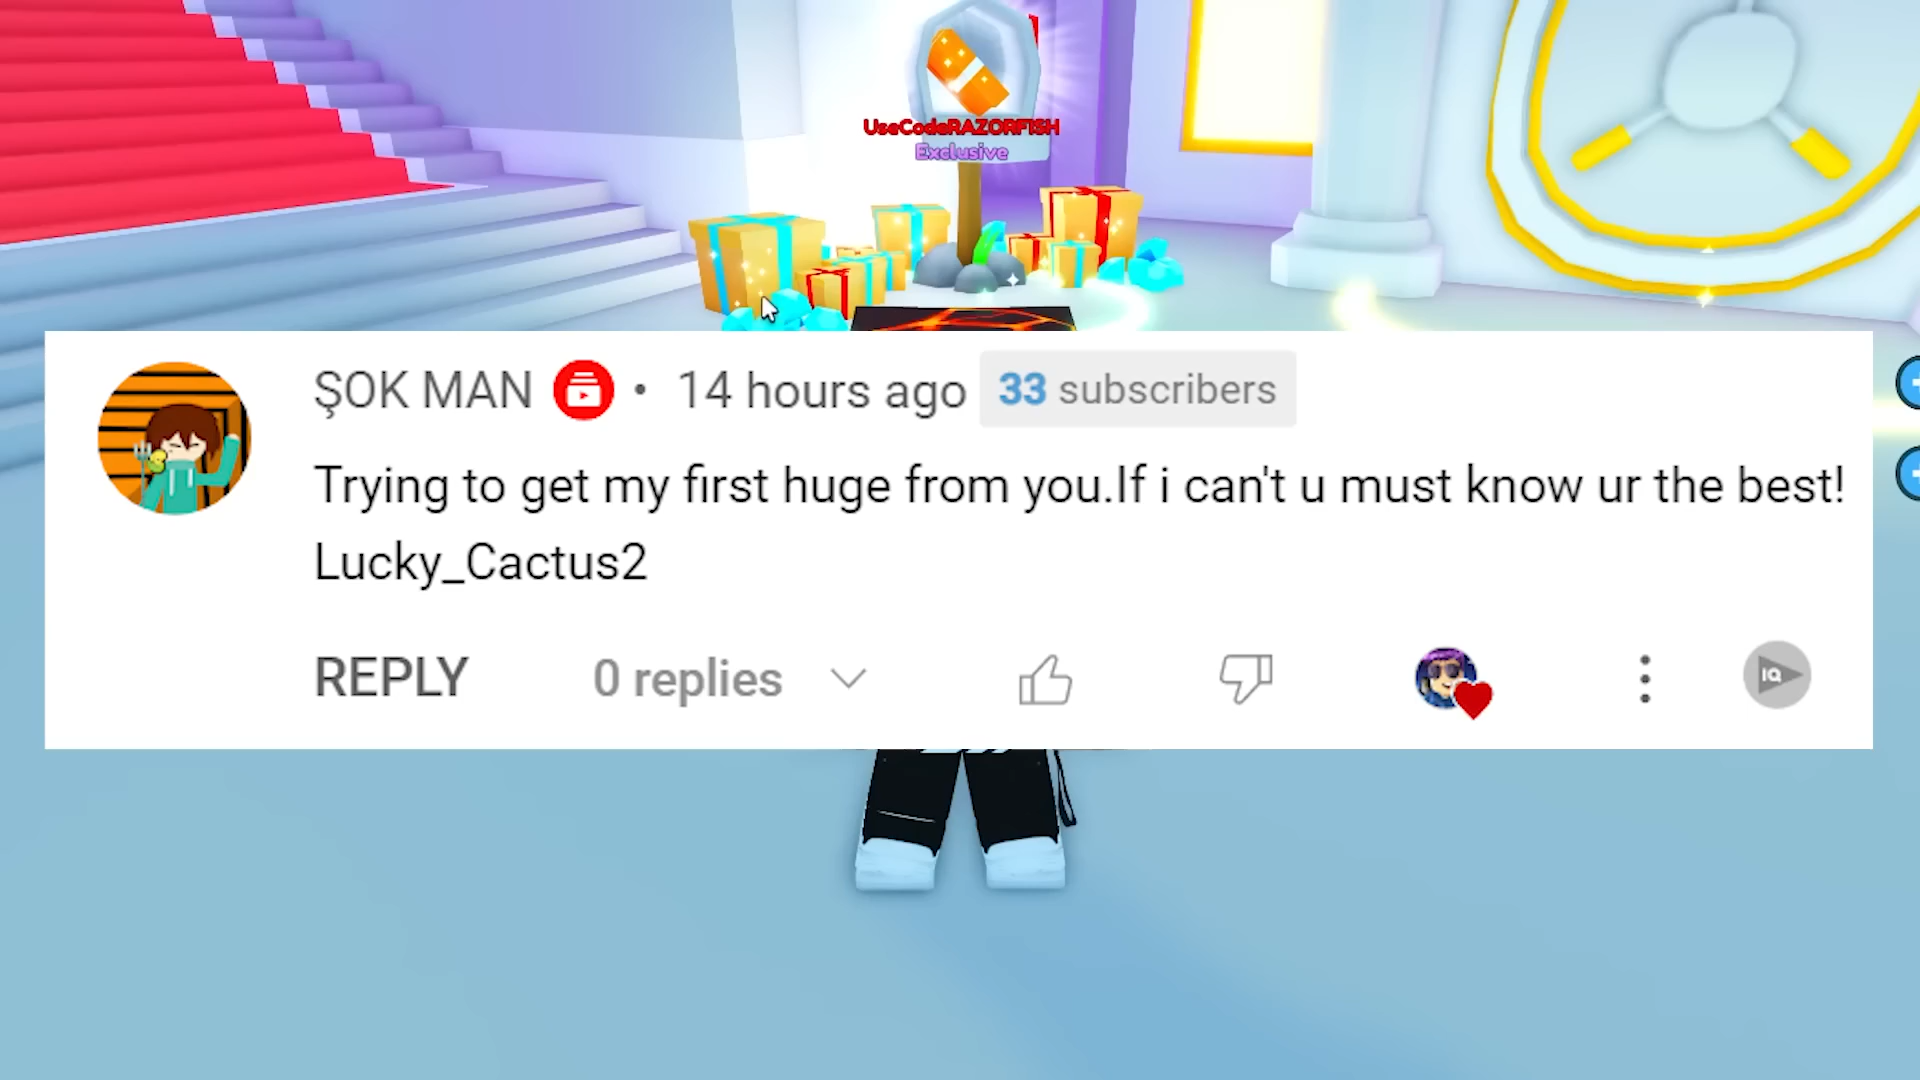 UseCodeRAZORFISH
Exclusive
ŞOK MAN • 14 hours ago 33 subscribers
Trying to get my first huge from you.If i can't u must know ur the best!
Lucky_Cactus2
REPLY 0 replies
IQ